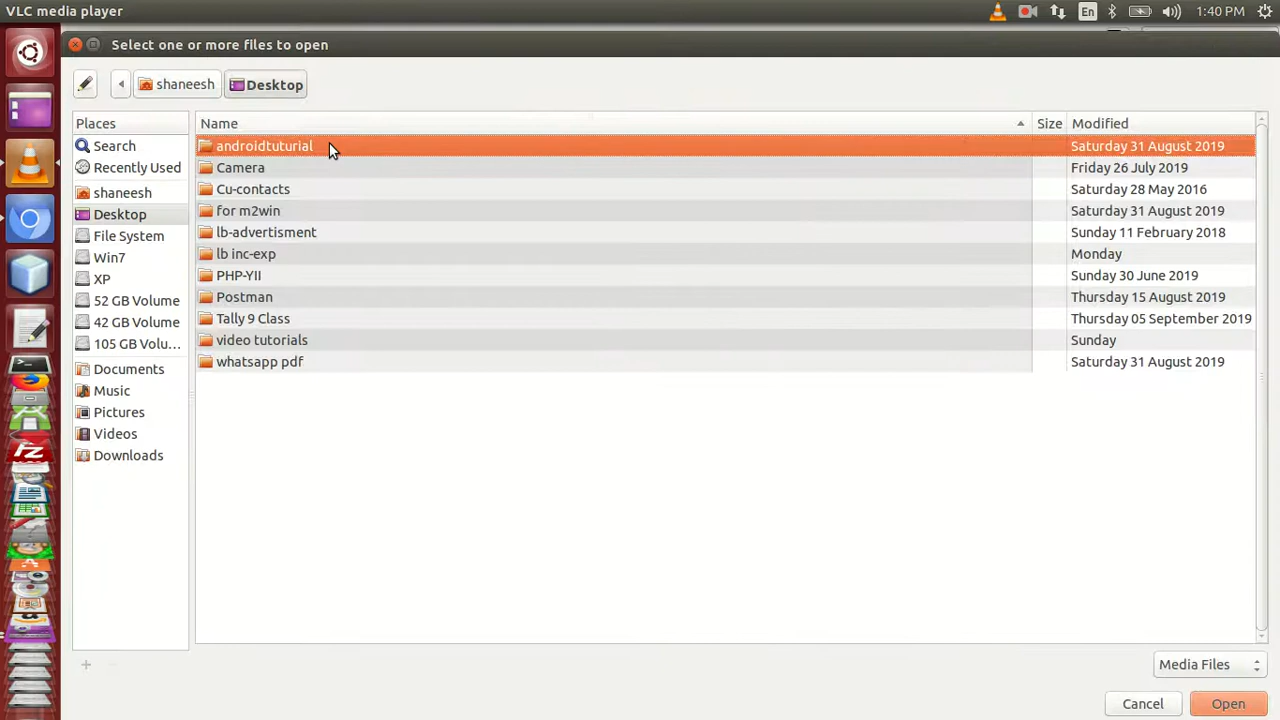 VLC media player
En
1:40 PM
Select one or more files to open
shaneesh
Desktop
Places
Name
Size
Modified
Search
Recently Used
shaneesh
Desktop
File System
Win7
XP
52 GB Volume
42 GB Volume
105 GB Volu...
Documents
Music
Pictures
Videos
Downloads
androidtuturial
Saturday 31 August 2019
Camera
Friday 26 July 2019
Cu-contacts
Saturday 28 May 2016
for m2win
Saturday 31 August 2019
lb-advertisment
Sunday 11 February 2018
lb inc-exp
Monday
PHP-YII
Sunday 30 June 2019
Postman
Thursday 15 August 2019
Tally 9 Class
Thursday 05 September 2019
video tutorials
Sunday
whatsapp pdf
Saturday 31 August 2019
Media Files
Cancel
Open